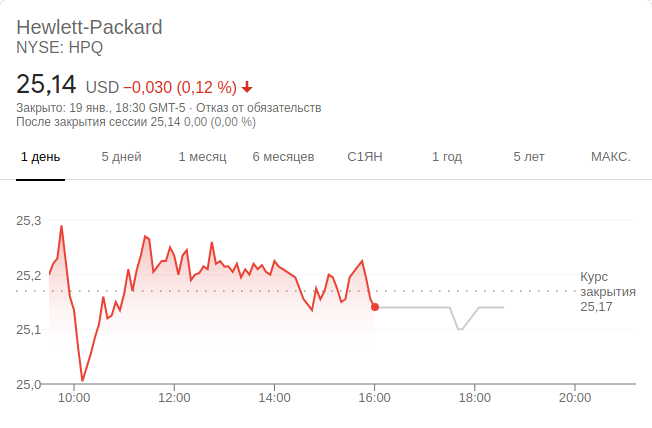 Hewlett-Packard
NYSE: HPQ
25,14 USD −0,030 (0,12 %)
Закрыто: 19 янв., 18:30 GMT-5 · Отказ от обязательств
После закрытия сессии 25,14 0,00 (0,00 %)
1 день 5 дней 1 месяц 6 месяцев С1ЯН 1 год 5 лет МАКС.
25,3
25,2
Курс
закрытия
25,17
25,1
25,0
10:00 12:00 14:00 16:00 18:00 20:00